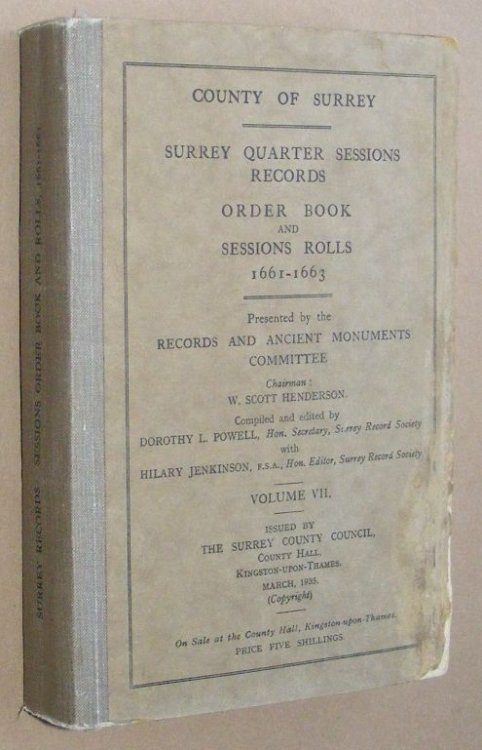 COUNTY OF SURREY
SURREY QUARTER SESSIONS
RECORDS
ORDER BOOK
AND
SESSIONS ROLLS
1661-1663
Presented by the
RECORDS AND ANCIENT MONUMENTS
COMMITTEE
Chairman:
W. SCOTT HENDERSON.
Compiled and edited by
DOROTHY L. POWELL, Hon. Secretary, Surrey Record Society
with
HILARY JENKINSON, F.S.A., Hon. Editor, Surrey Record Society
VOLUME VII.
ISSUED BY
THE SURREY COUNTY COUNCIL,
COUNTY HALL,
KINGSTON-UPON-THAMES.
MARCH, 1935.
(Copyright)
On Sale at the County Hall, Kingston-upon-Thames.
PRICE FIVE SHILLINGS.
SURREY RECORDS SESSIONS ORDER BOOK AND ROLLS, 1661-1663